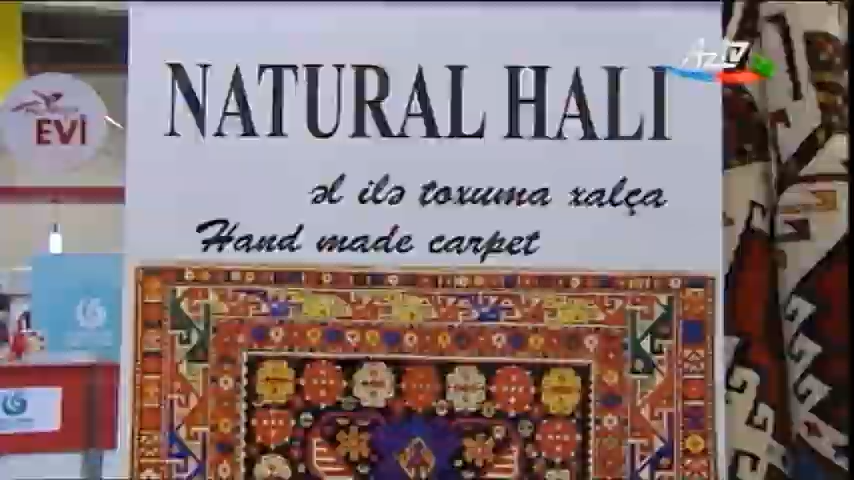 NATURAL HALI
AzTV
EVİ
əl ilə toxuma xalça
Hand made carpet